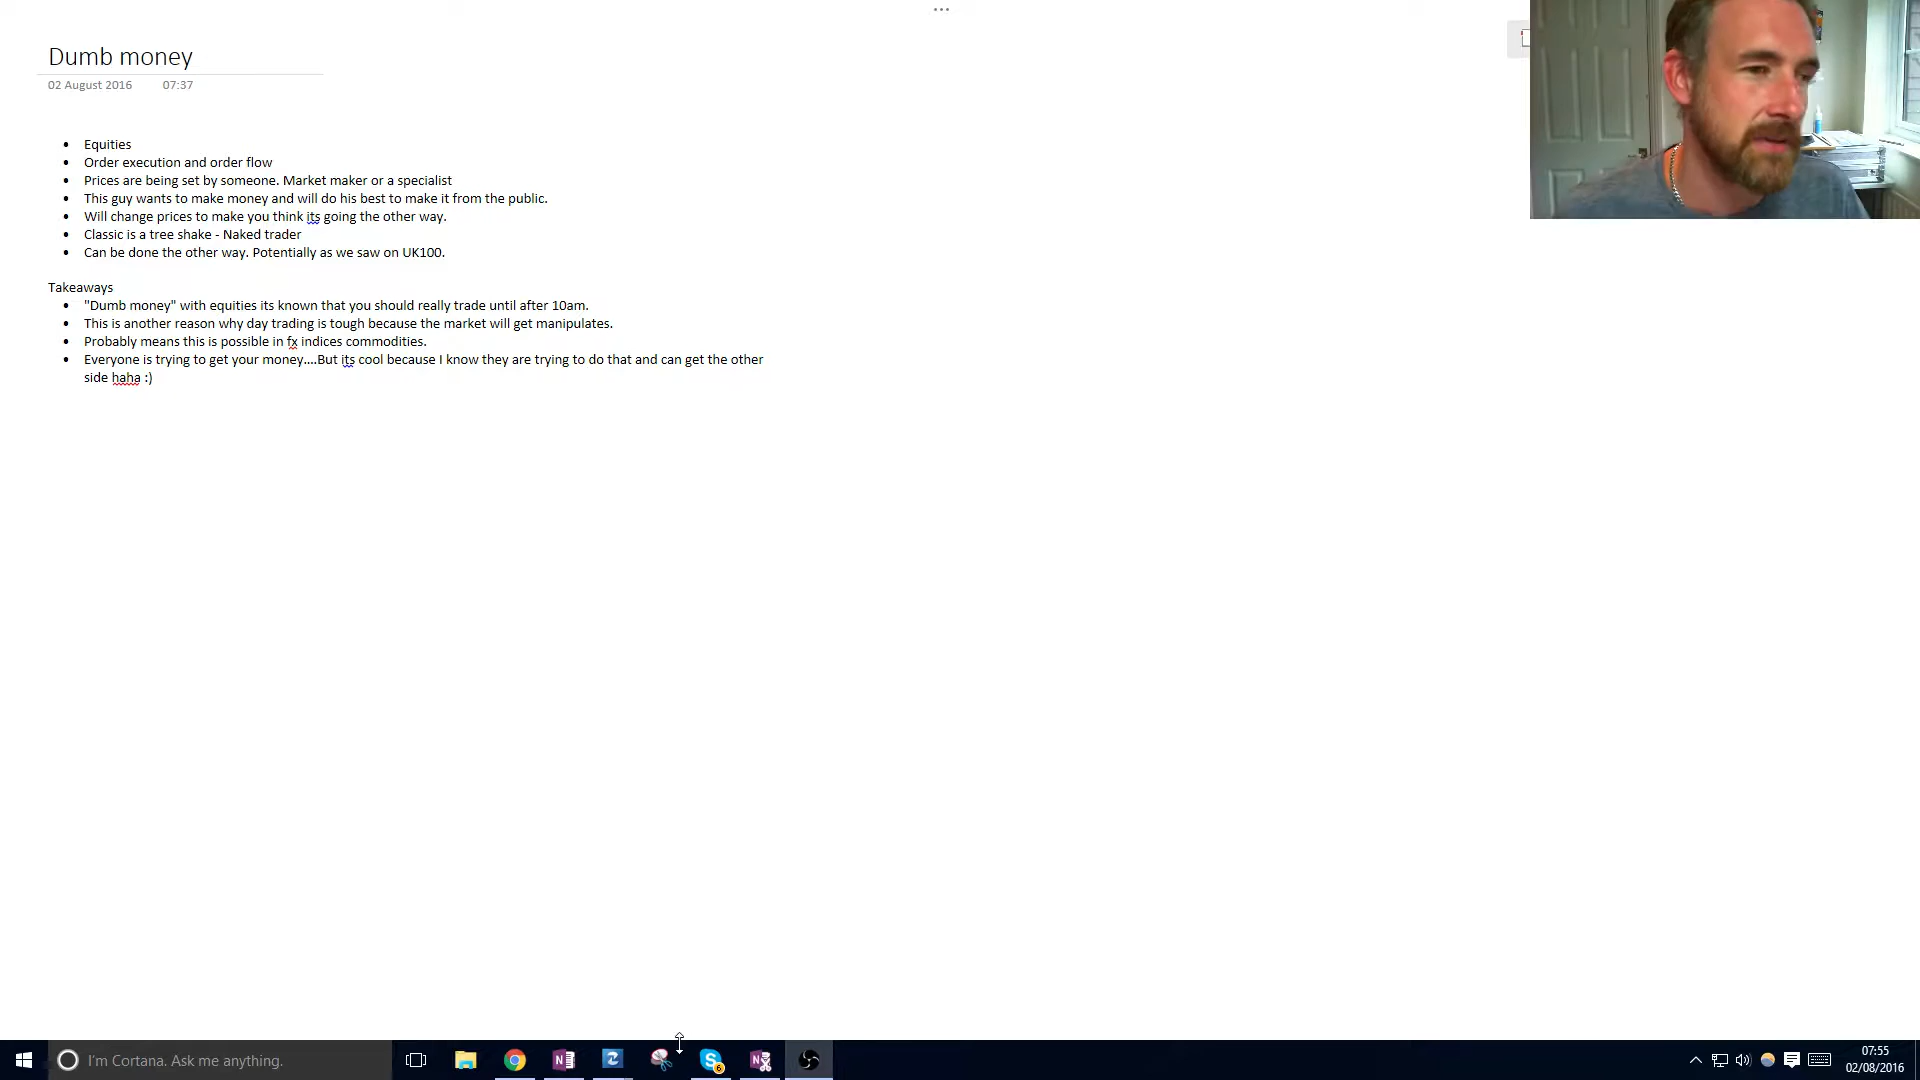 Dumb money
02 August 2016 07:37
Equities
Order execution and order flow
Prices are being set by someone. Market maker or a specialist
This guy wants to make money and will do his best to make it from the public.
Will change prices to make you think its going the other way.
Classic is a tree shake - Naked trader
Can be done the other way. Potentially as we saw on UK100.
Takeaways
"Dumb money" with equities its known that you should really trade until after 10am.
This is another reason why day trading is tough because the market will get manipulates.
Probably means this is possible in fx indices commodities.
Everyone is trying to get your money....But its cool because I know they are trying to do that and can get the other
side haha :)
I'm Cortana. Ask me anything.
6
07:55
02/08/2016